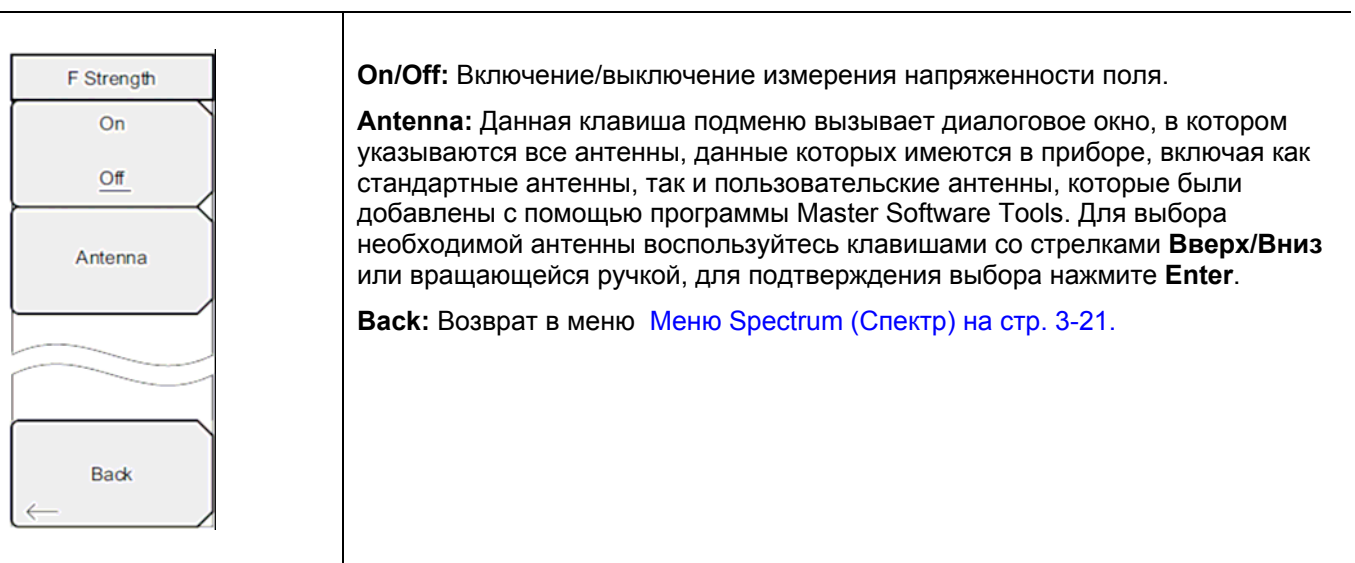 F Strength
On
Off
Antenna
Back
On/Off: Включение/выключение измерения напряженности поля.
Antenna: Данная клавиша подменю вызывает диалоговое окно, в котором
указываются все антенны, данные которых имеются в приборе, включая как
стандартные антенны, так и пользовательские антенны, которые были
добавлены с помощью программы Master Software Tools. Для выбора
необходимой антенны воспользуйтесь клавишами со стрелками Вверх/Вниз
или вращающейся ручкой, для подтверждения выбора нажмите Enter.
Back: Возврат в меню Меню Spectrum (Спектр) на стр. 3-21.